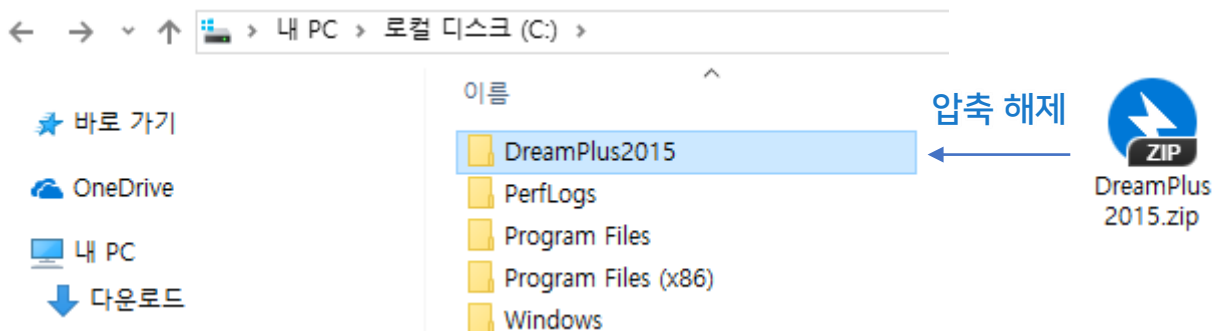 내 PC > 로컬 디스크 (C:) >
바로 가기
OneDrive
내 PC
다운로드
이름
DreamPlus2015
PerfLogs
Program Files
Program Files (x86)
Windows
압축 해제
ZIP
DreamPlus
2015.zip